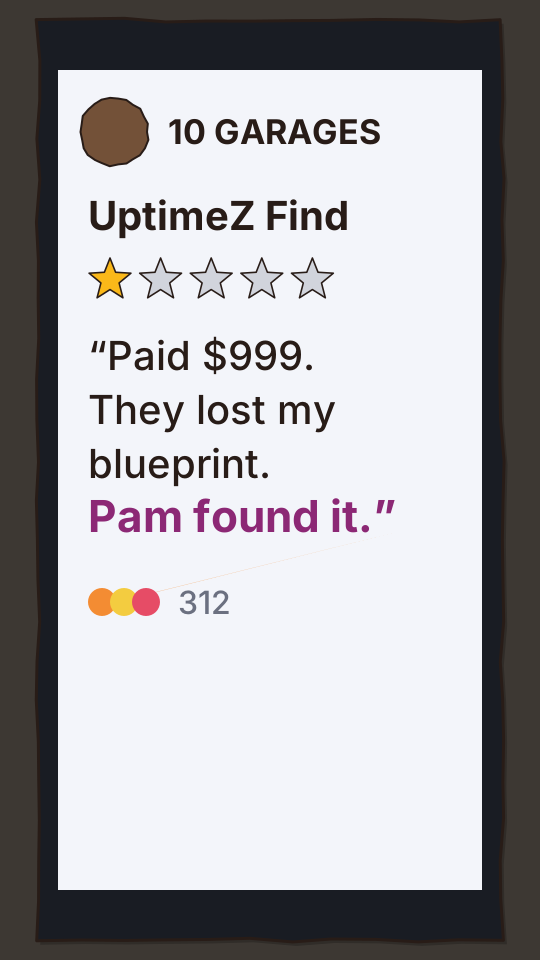 10 GARAGES
UptimeZ Find
“Paid $999.
They lost my
blueprint.
Pam found it.”
312